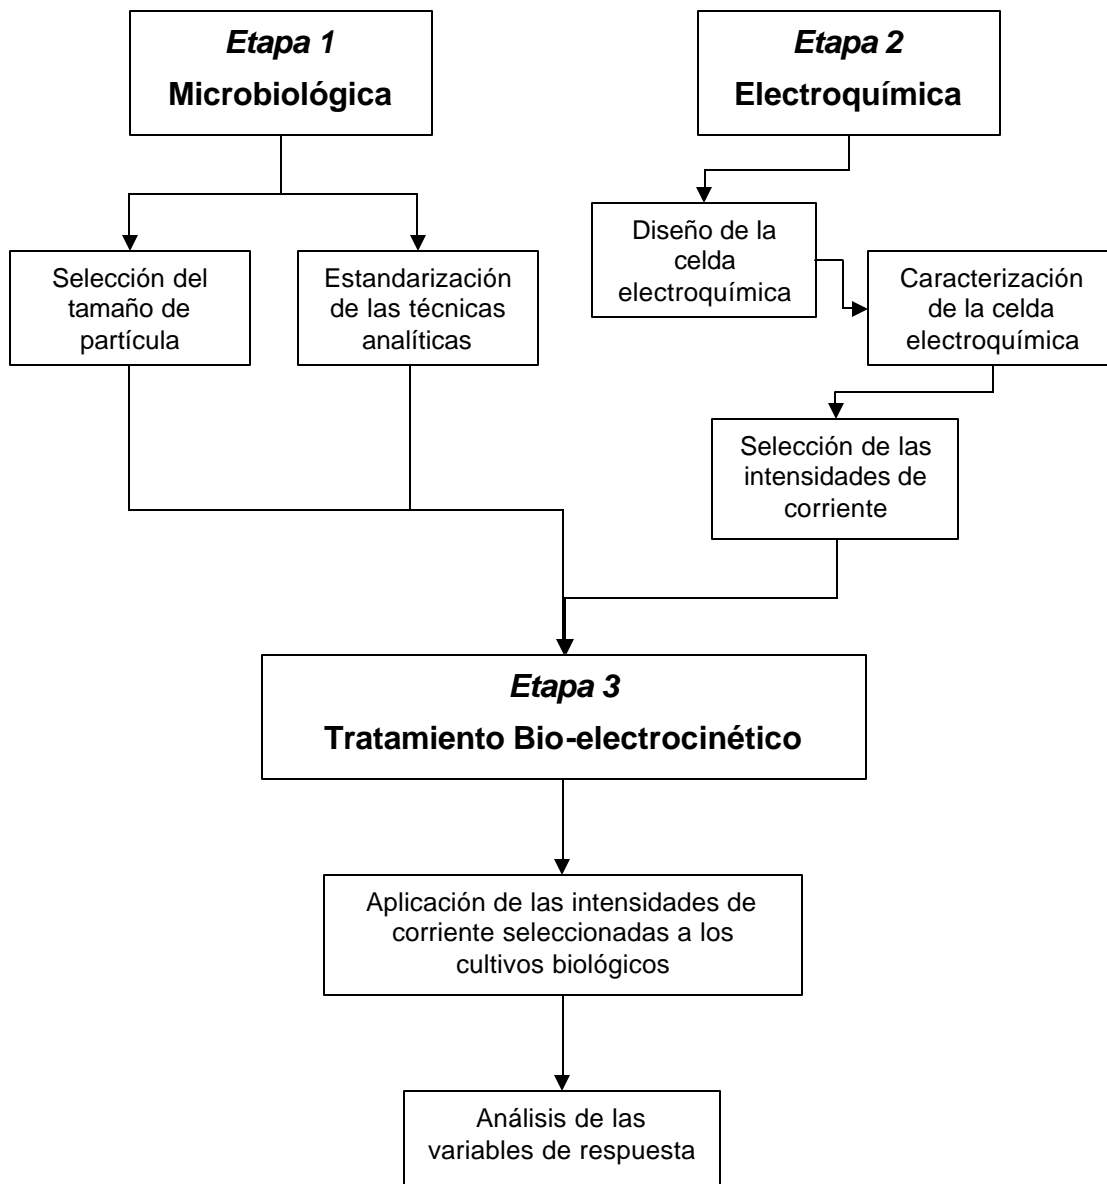 Etapa 1
Microbiológica
Etapa 2
Electroquímica
Selección del
tamaño de
partícula
Estandarización
de las técnicas
analíticas
Diseño de la
celda
electroquímica
Caracterización
de la celda
electroquímica
Selección de las
intensidades de
corriente
Etapa 3
Tratamiento Bio-electrocinético
Aplicación de las intensidades de
corriente seleccionadas a los
cultivos biológicos
Análisis de las
variables de respuesta